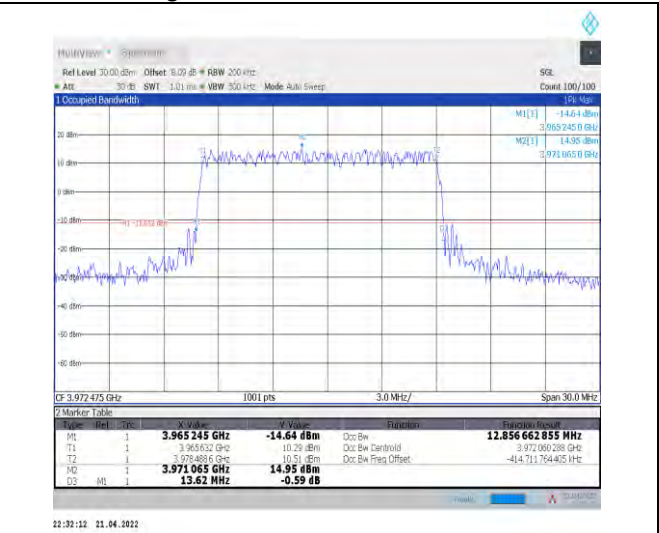 MultiView Spectrum
Ref Level 30.00 dBm Offset 8.09 dB RBW 200 kHz SGL
Att 30 dB SWT 1.01 ms VBW 500 kHz Mode Auto Sweep Count 100/100
1 Occupied Bandwidth 1Pk Max
M1[1] -14.64 dBm
3.965 245 0 GHz
M2[1] 14.95 dBm
3.971 065 0 GHz
20 dBm
10 dBm
0 dBm
-10 dBm
-20 dBm
-30 dBm
-40 dBm
-50 dBm
-60 dBm
CF 3.972 475 GHz 1001 pts 3.0 MHz/ Span 30.0 MHz
2 Marker Table
Type Ref Trc X-Value Y-Value Function Function Result
M1 1 3.965 245 GHz -14.64 dBm Occ Bw 12.856 662 855 MHz
T1 1 3.965632 GHz 10.29 dBm Occ Bw Centroid 3.972 060 288 GHz
T2 1 3.9784886 GHz 10.51 dBm Occ Bw Freq Offset -414.711 764 405 kHz
M2 1 3.971 065 GHz 14.95 dBm
D3 M1 1 13.62 MHz -0.59 dB
22:32:12 21.04.2022